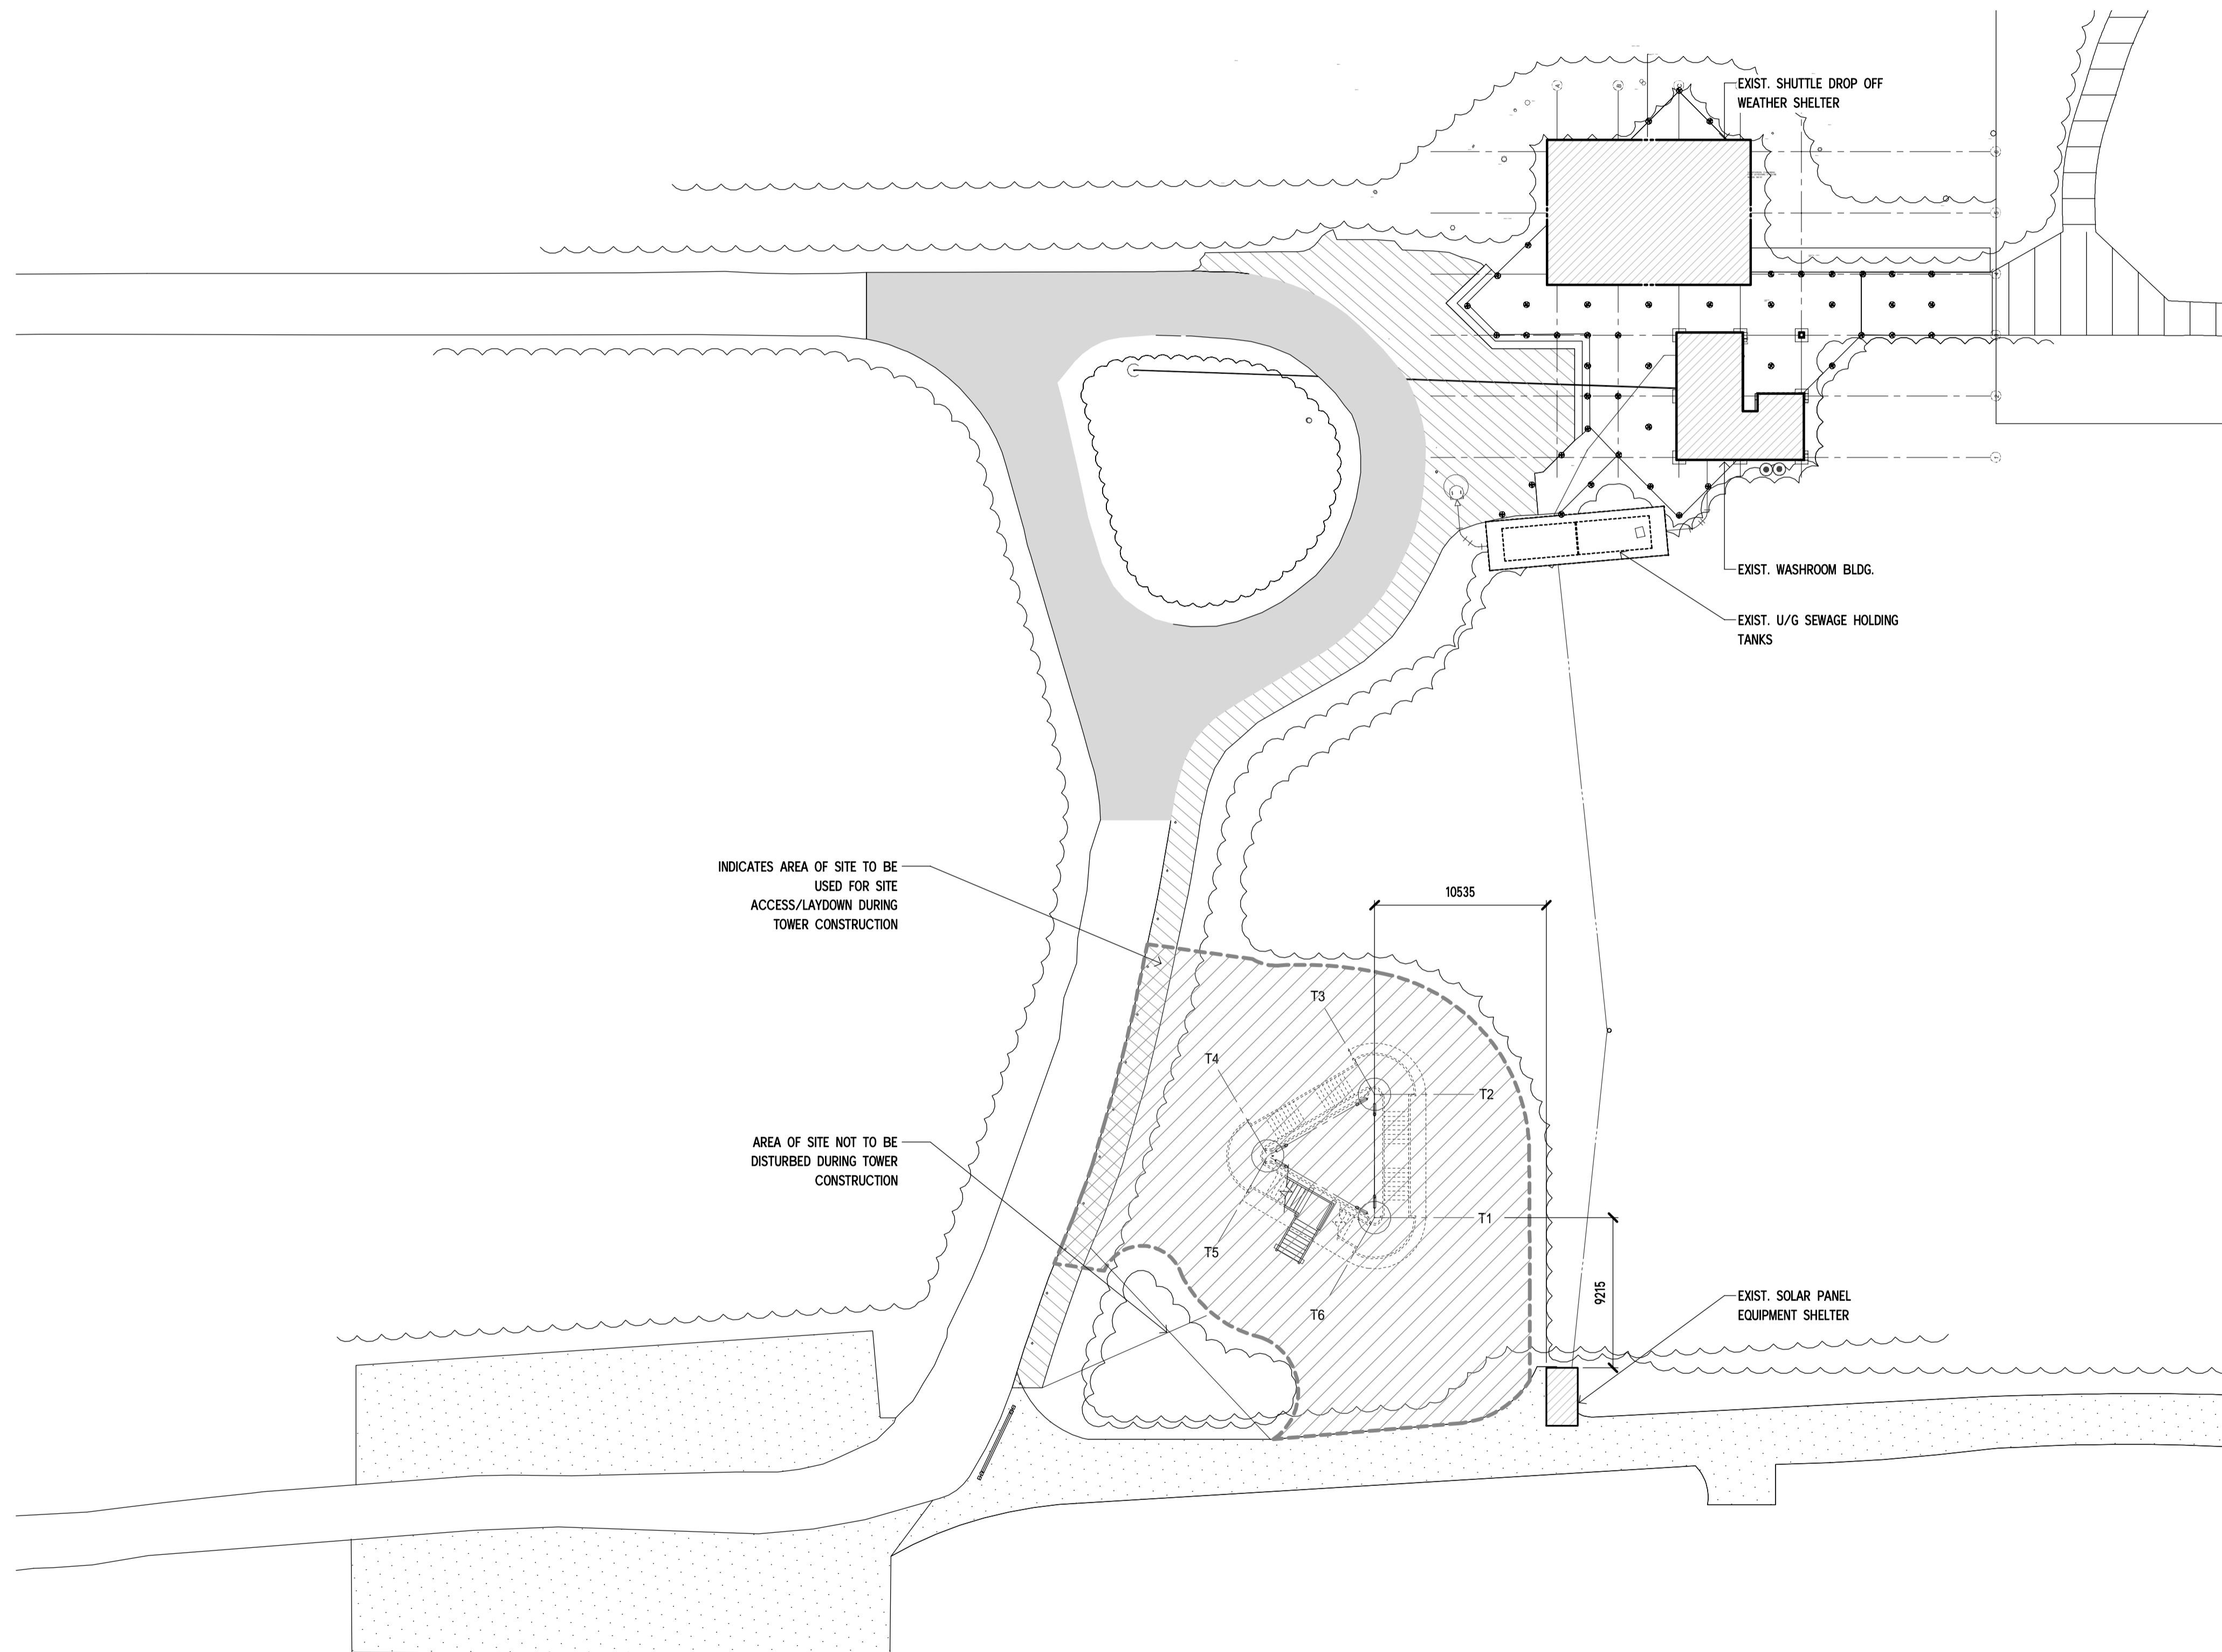 EXIST. SHUTTLE DROP OFF
WEATHER SHELTER
EXIST. WASHROOM BLDG.
EXIST. U/G SEWAGE HOLDING
TANKS
INDICATES AREA OF SITE TO BE
USED FOR SITE
ACCESS/LAYDOWN DURING
TOWER CONSTRUCTION
10535
T3
T4
T2
AREA OF SITE NOT TO BE
DISTURBED DURING TOWER
CONSTRUCTION
T1
T5
T6
9215
EXIST. SOLAR PANEL
EQUIPMENT SHELTER